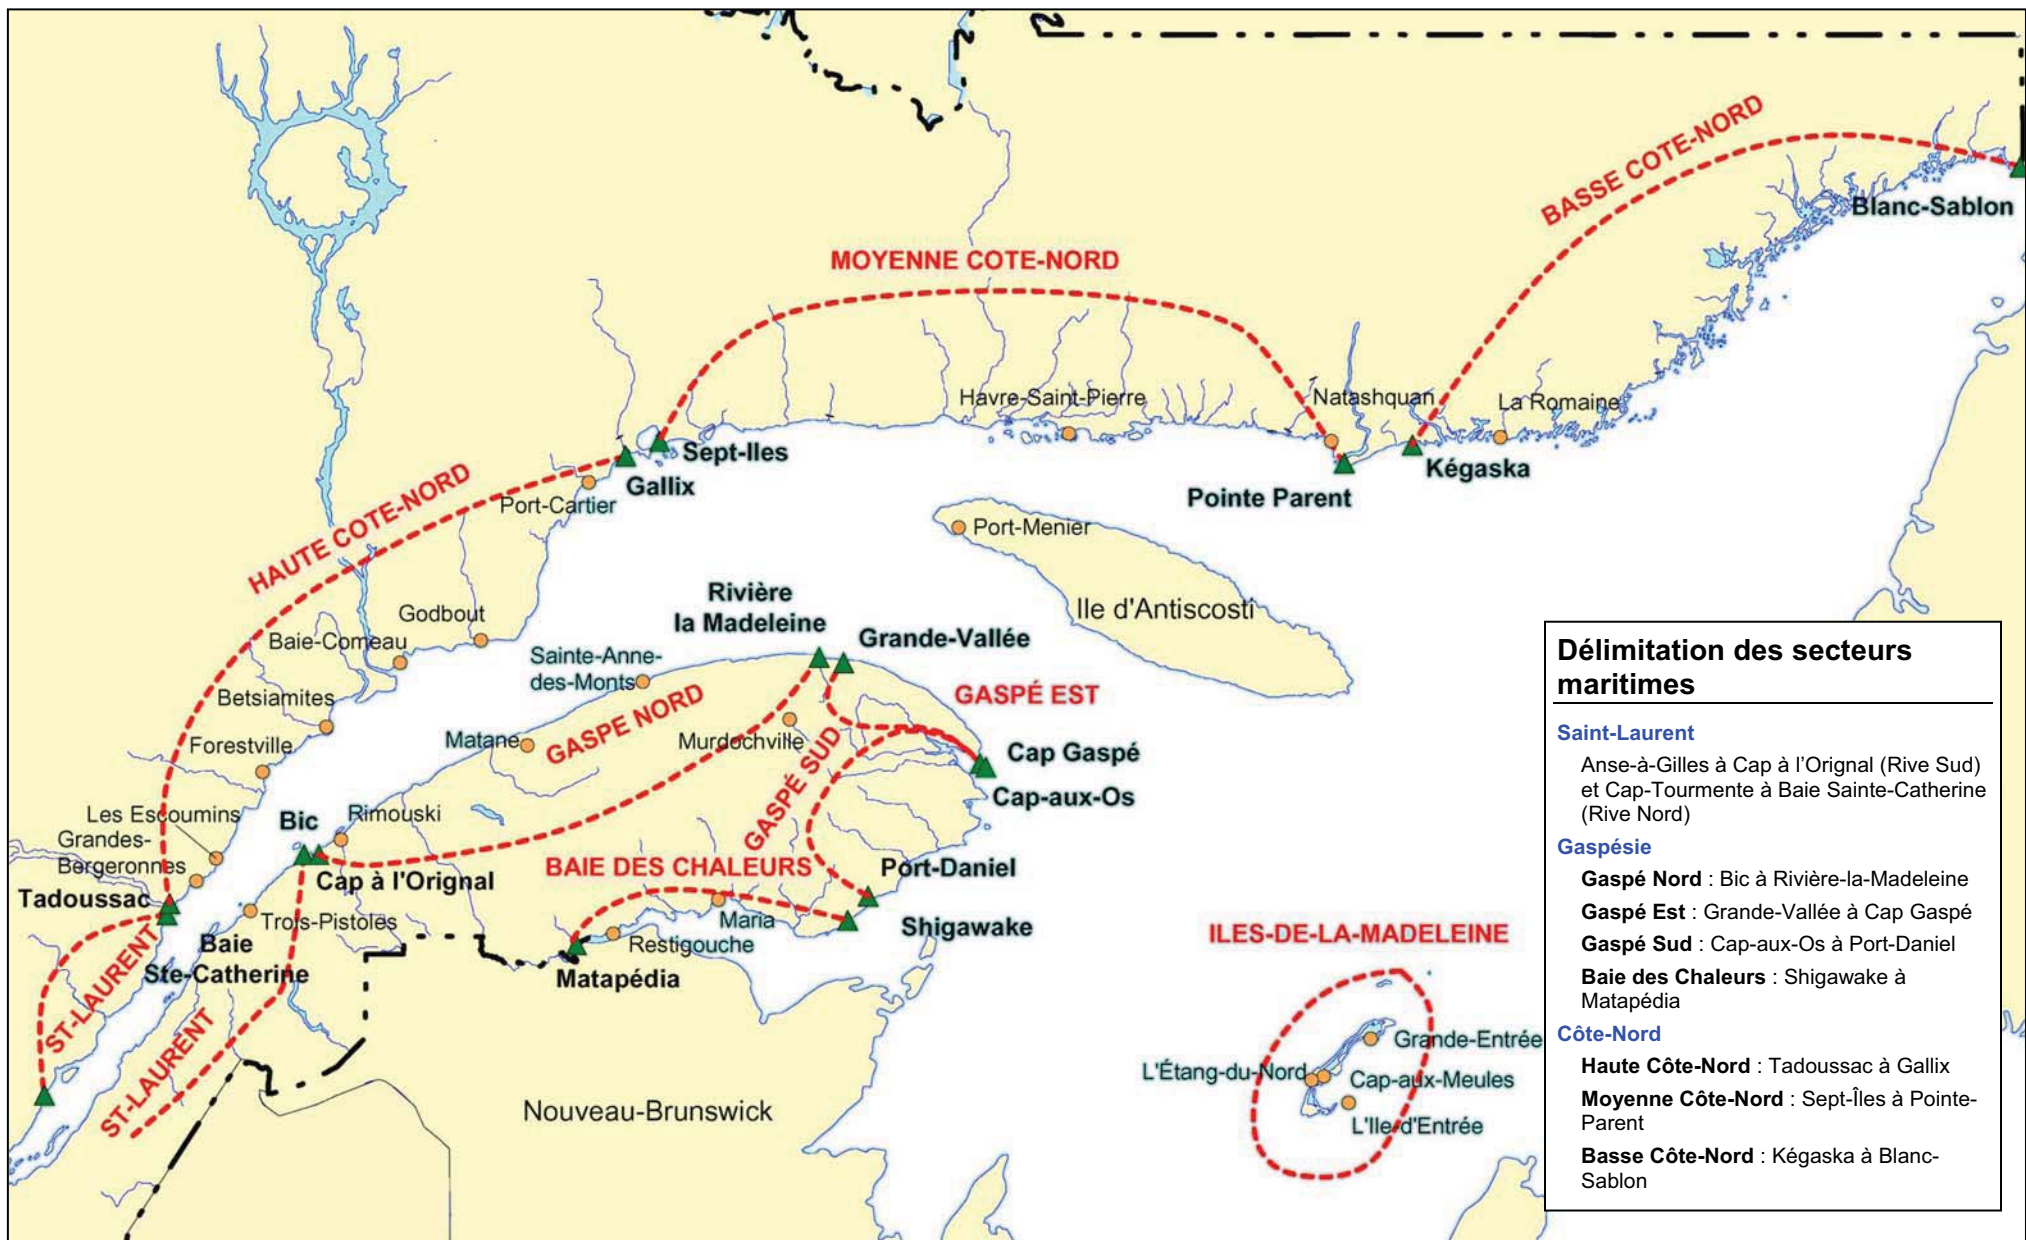 BASSE COTE-NORD
Blanc-Sablon
MOYENNE COTE-NORD
Havre-Saint-Pierre
Natashquan
La Romaine
Sept-Iles
Kégaska
Gallix
Pointe Parent
HAUTE COTE-NORD
Port-Cartier
Port-Menier
Rivière
la Madeleine
Ile d'Antiscosti
Godbout
Baie-Comeau
Grande-Vallée
Sainte-Anne-
des-Monts
Betsiamites
GASPÉ EST
GASPE NORD
Forestville
Matane
Murdochville
GASPÉ SUD
Cap Gaspé
Cap-aux-Os
Les Escoumins
Grandes-
Bergeronnes
Bic
Rimouski
BAIE DES CHALEURS
Port-Daniel
Cap à l'Orignal
Tadoussac
Trois-Pistoles
Maria
Shigawake
Restigouche
Baie
Ste-Catherine
Matapédia
ST-LAURENT
ST-LAURENT
Nouveau-Brunswick
ILES-DE-LA-MADELEINE
Grande-Entrée
L'Étang-du-Nord
Cap-aux-Meules
L'Ile-d'Entrée
Délimitation des secteurs
maritimes
Saint-Laurent
Anse-à-Gilles à Cap à l’Orignal (Rive Sud)
et Cap-Tourmente à Baie Sainte-Catherine
(Rive Nord)
Gaspésie
Gaspé Nord : Bic à Rivière-la-Madeleine
Gaspé Est : Grande-Vallée à Cap Gaspé
Gaspé Sud : Cap-aux-Os à Port-Daniel
Baie des Chaleurs : Shigawake à
Matapédia
Côte-Nord
Haute Côte-Nord : Tadoussac à Gallix
Moyenne Côte-Nord : Sept-Îles à Pointe-
Parent
Basse Côte-Nord : Kégaska à Blanc-
Sablon